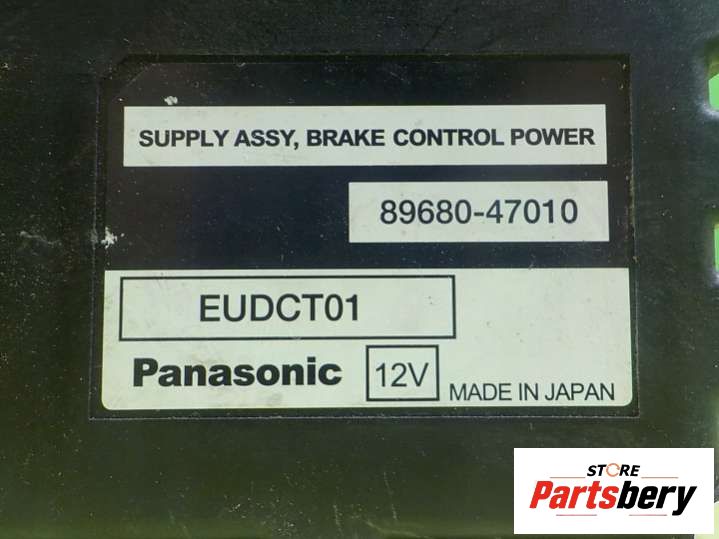 SUPPLY ASSY, BRAKE CONTROL POWER
89680-47010
EUDCT01
Panasonic 12V MADE IN JAPAN
STORE
Partsbery